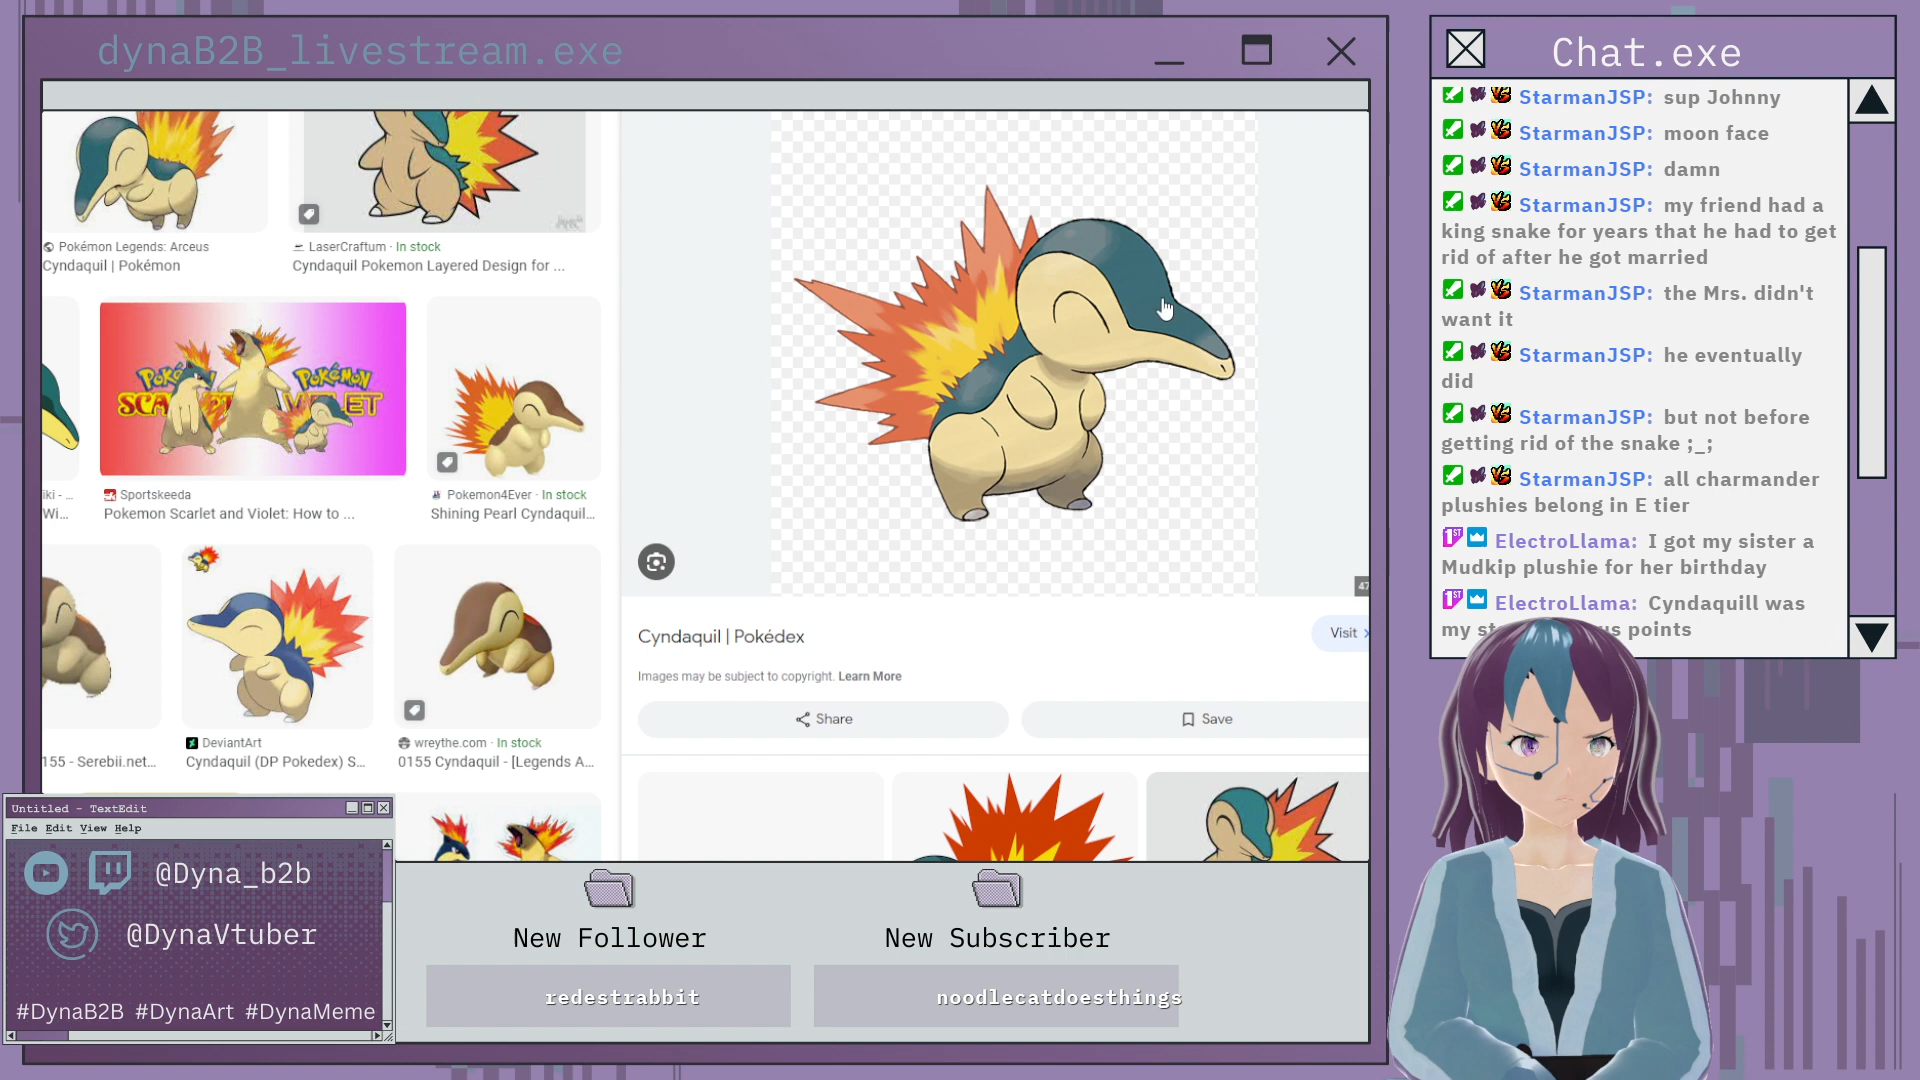 dynaB2B_livestream.exe
Chat.exe
Pokémon Legends: Arceus
Cyndaquil | Pokémon
LaserCraftum · In stock
Cyndaquil Pokemon Layered Design for ...
iki - ...
Wi...
Sportskeeda
Pokemon Scarlet and Violet: How to ...
Pokemon4Ever · In stock
Shining Pearl Cyndaquil...
155 - Serebii.net...
DeviantArt
Cyndaquil (DP Pokedex) S...
wreythe.com · In stock
0155 Cyndaquil - [Legends A...
47
Cyndaquil | Pokédex
Visit
Images may be subject to copyright. Learn More
Share
Save
StarmanJSP: sup Johnny
StarmanJSP: moon face
StarmanJSP: damn
StarmanJSP: my friend had a
king snake for years that he had to get
rid of after he got married
StarmanJSP: the Mrs. didn't
want it
StarmanJSP: he eventually
did
StarmanJSP: but not before
getting rid of the snake ;_;
StarmanJSP: all charmander
plushies belong in E tier
1ST ElectroLlama: I got my sister a
Mudkip plushie for her birthday
1ST ElectroLlama: Cyndaquill was
my st us points
Untitled - TextEdit
File Edit View Help
@Dyna_b2b
@DynaVtuber
#DynaB2B #DynaArt #DynaMeme
New Follower
redestrabbit
New Subscriber
noodlecatdoesthings